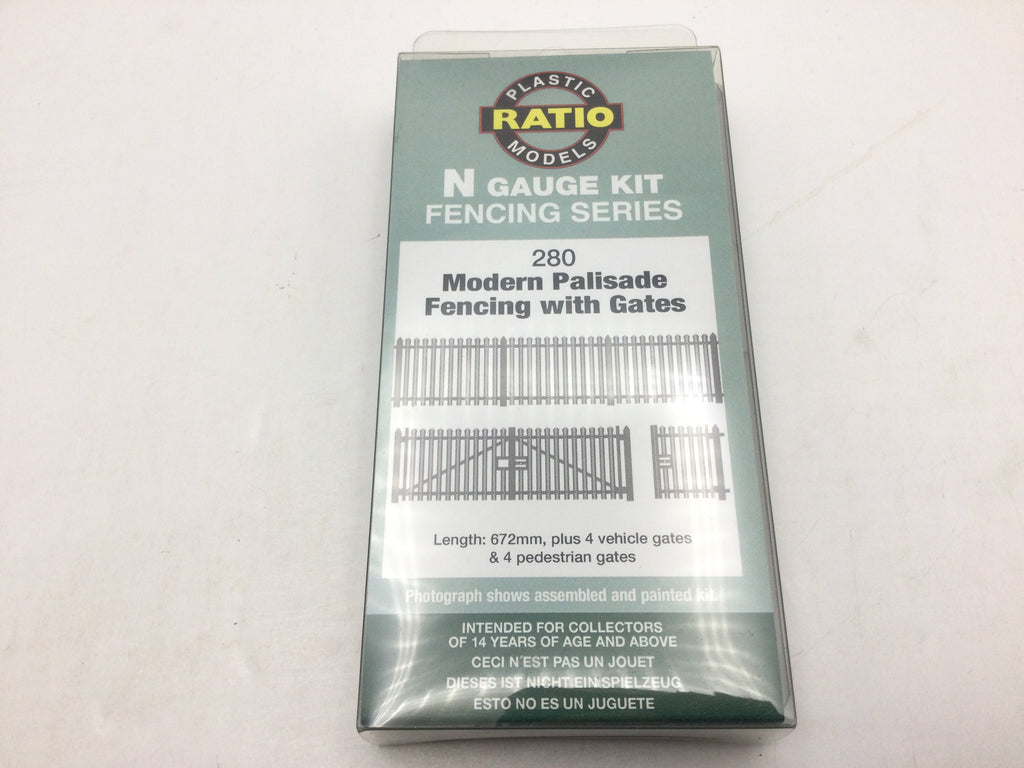 PLASTIC
RATIO
MODELS
N GAUGE KIT
FENCING SERIES
280
Modern Palisade
Fencing with Gates
Length: 672mm, plus 4 vehicle gates
& 4 pedestrian gates
Photograph shows assembled and painted kit.
INTENDED FOR COLLECTORS
OF 14 YEARS OF AGE AND ABOVE
CECI N'EST PAS UN JOUET
DIESES IST NICHT EIN SPIELZEUG
ESTO NO ES UN JUGUETE